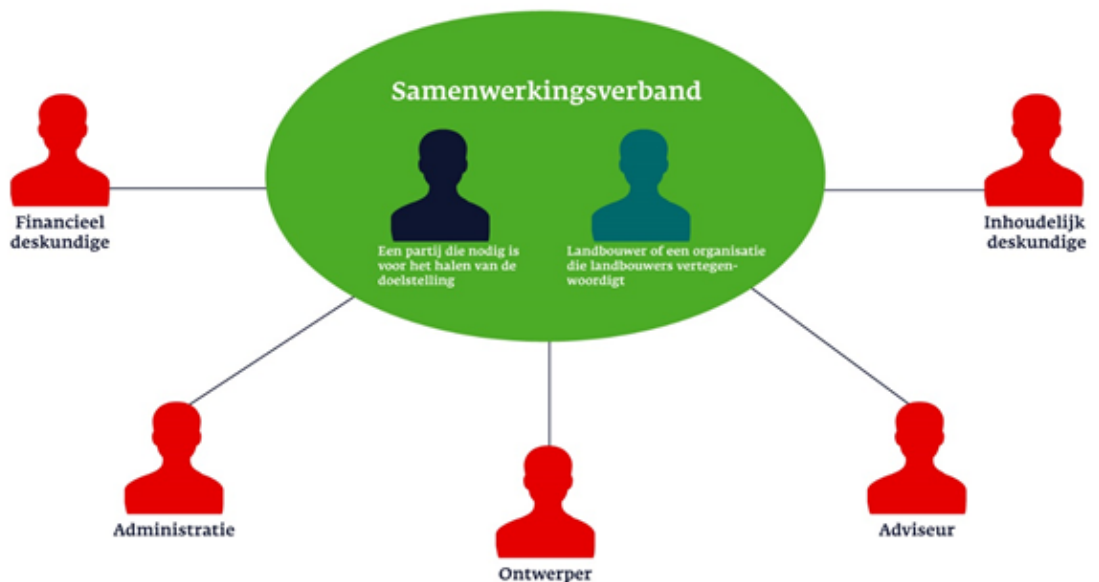 Samenwerkingsverband
Financieel
deskundige
Een partij die nodig is
voor het halen van de
doelstelling
Landbouwer of een organisatie
die landbouwers vertegen-
woordigt
Inhoudelijk
deskundige
Administratie
Ontwerper
Adviseur